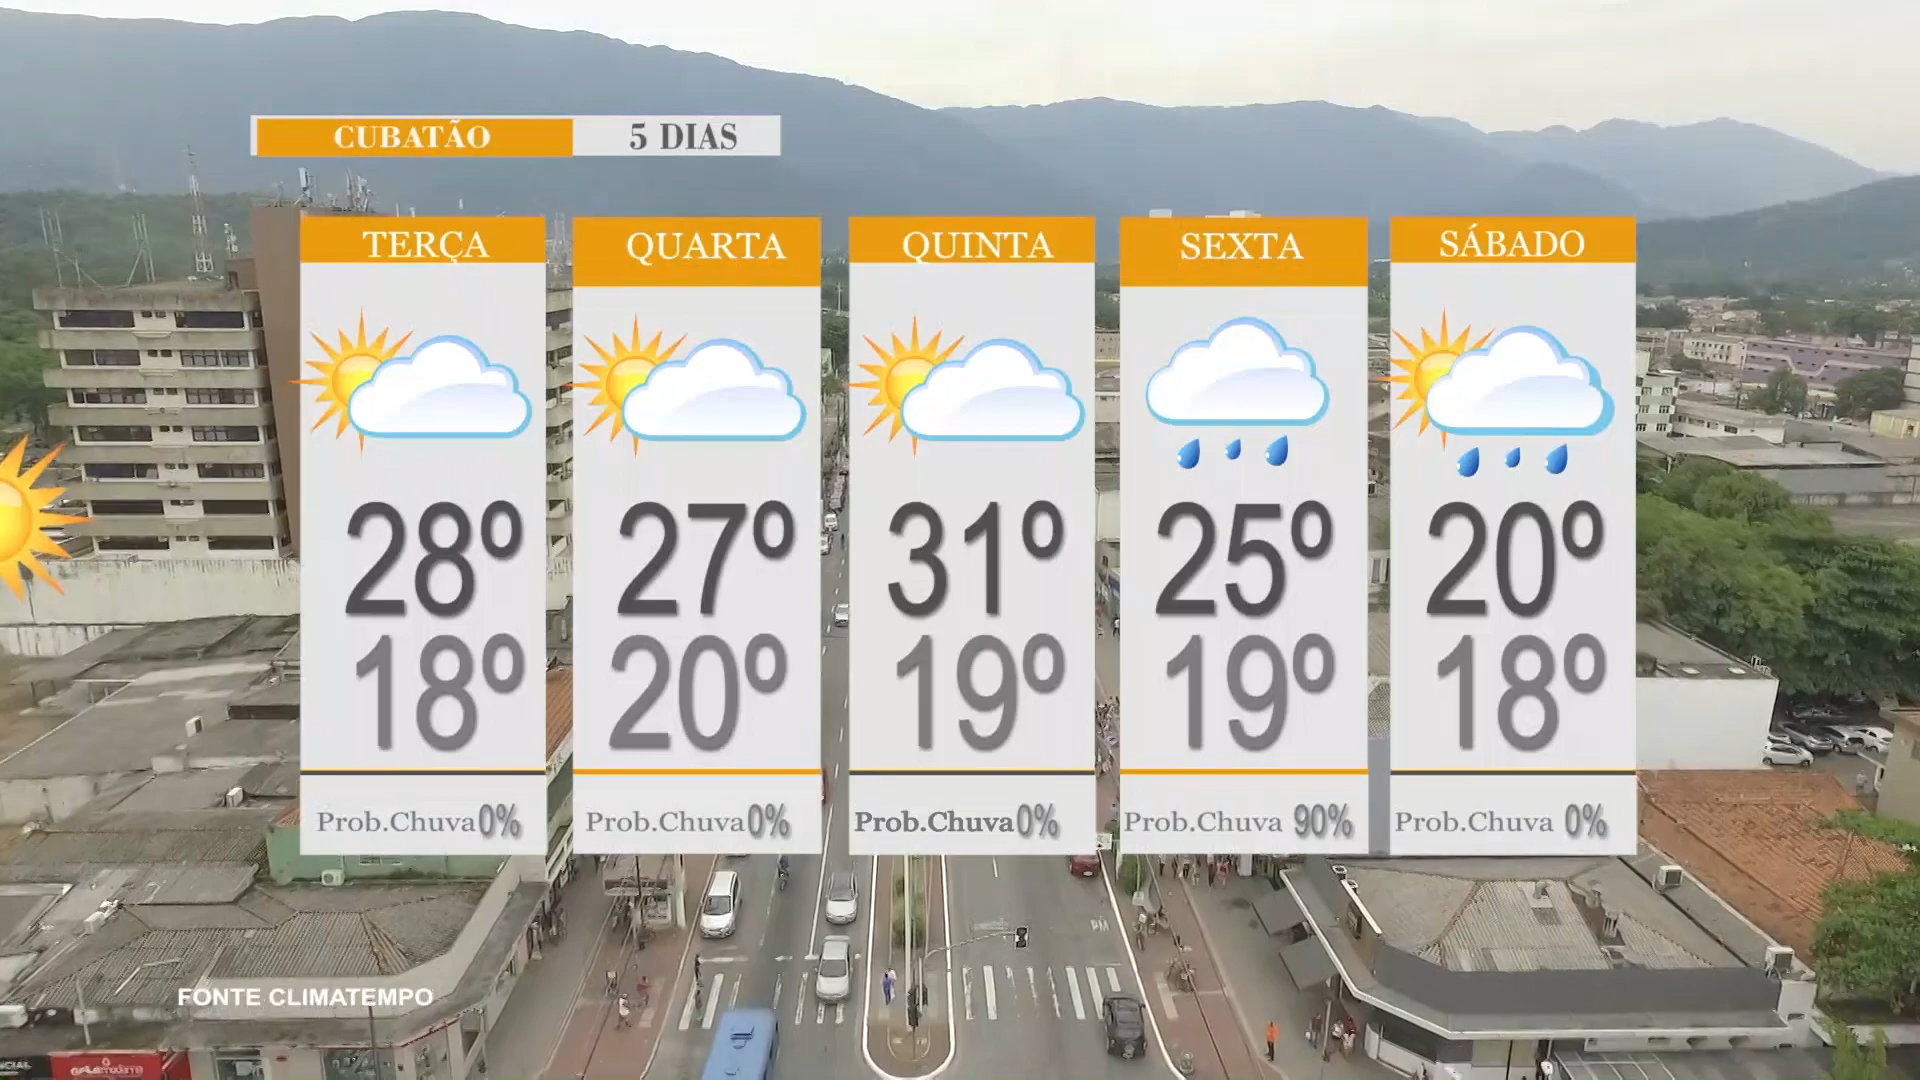 CUBATÃO 5 DIAS
TERÇA
28º
18º
Prob.Chuva 0%
QUARTA
27º
20º
Prob.Chuva 0%
QUINTA
31º
19º
Prob.Chuva 0%
SEXTA
25º
19º
Prob.Chuva 90%
SÁBADO
20º
18º
Prob.Chuva 0%
FONTE CLIMATEMPO